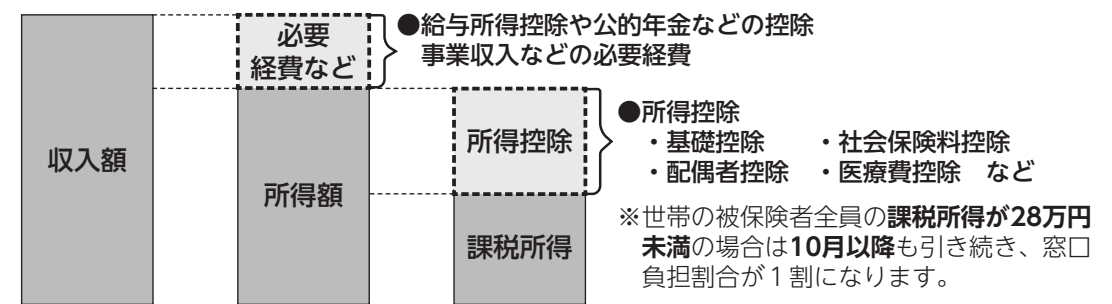 収入額
必要
経費など
所得額
所得控除
課税所得
●給与所得控除や公的年金などの控除
事業収入などの必要経費
●所得控除
・基礎控除 ・社会保険料控除
・配偶者控除 ・医療費控除 など
※世帯の被保険者全員の課税所得が28万円
未満の場合は10月以降も引き続き、窓口
負担割合が1割になります。